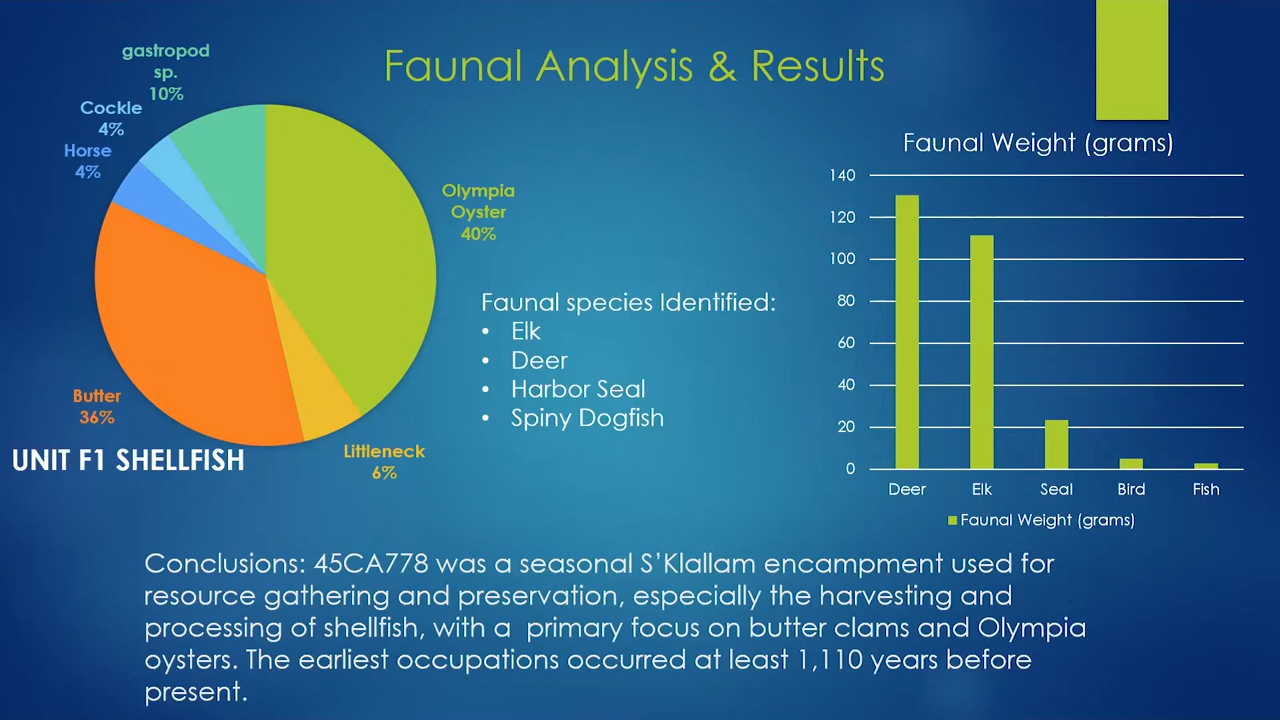 Faunal Analysis & Results
gastropod
sp.
10%
Cockle
4%
Horse
4%
Olympia
Oyster
40%
Butter
36%
Littleneck
6%
UNIT F1 SHELLFISH
Faunal species Identified:
• Elk
• Deer
• Harbor Seal
• Spiny Dogfish
Faunal Weight (grams)
140
120
100
80
60
40
20
0
Deer Elk Seal Bird Fish
Faunal Weight (grams)
Conclusions: 45CA778 was a seasonal S’Klallam encampment used for
resource gathering and preservation, especially the harvesting and
processing of shellfish, with a primary focus on butter clams and Olympia
oysters. The earliest occupations occurred at least 1,110 years before
present.